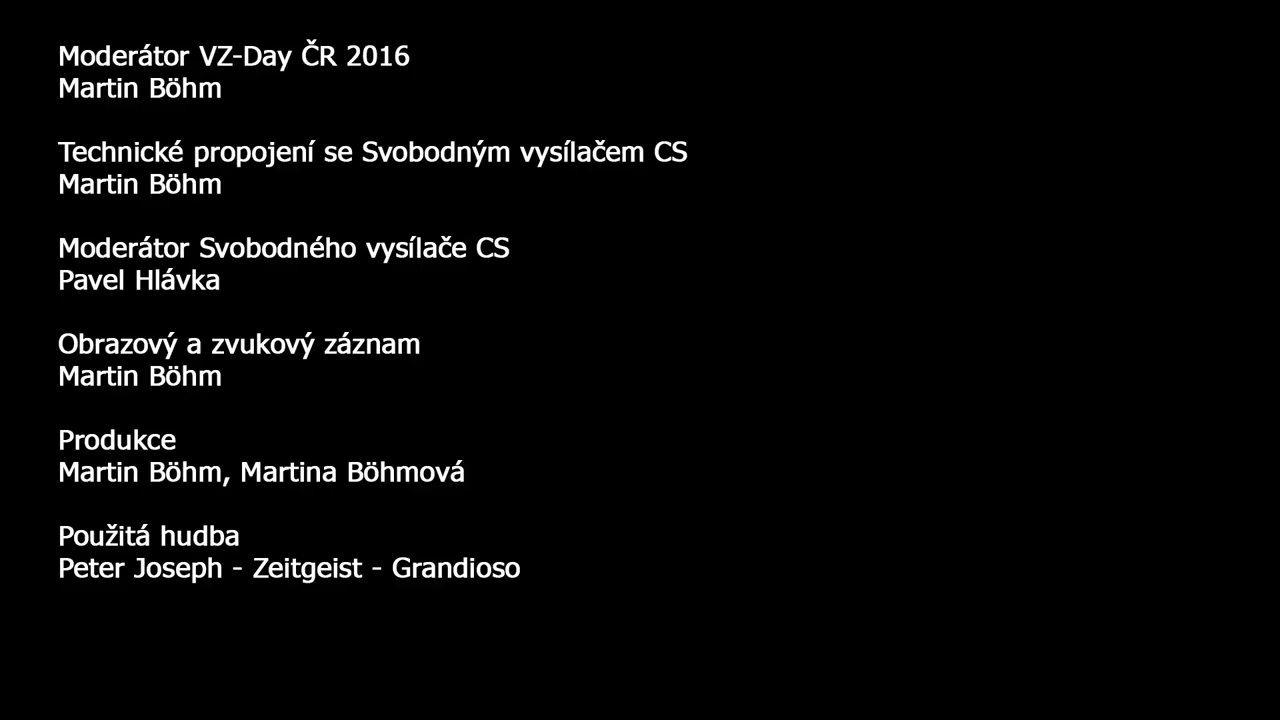 Moderátor VZ-Day ČR 2016
Martin Böhm
Technické propojení se Svobodným vysílačem CS
Martin Böhm
Moderátor Svobodného vysílače CS
Pavel Hlávka
Obrazový a zvukový záznam
Martin Böhm
Produkce
Martin Böhm, Martina Böhmová
Použitá hudba
Peter Joseph - Zeitgeist - Grandioso